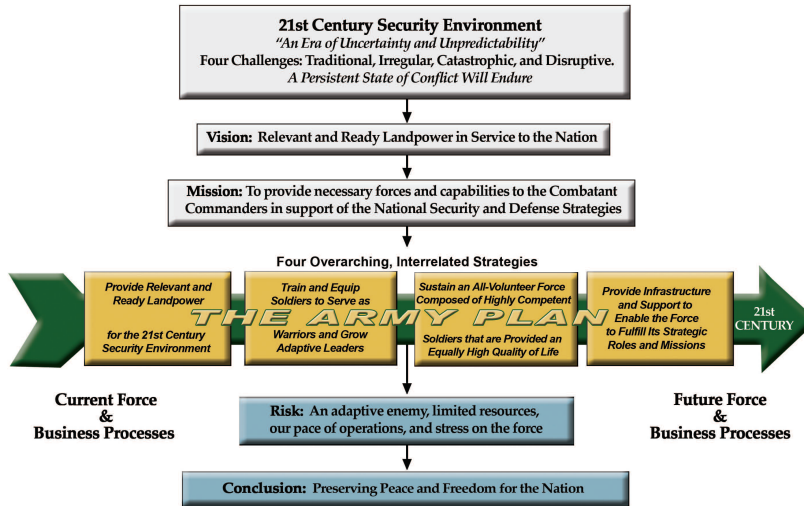 21st Century Security Environment
“An Era of Uncertainty and Unpredictability”
Four Challenges: Traditional, Irregular, Catastrophic, and Disruptive.
A Persistent State of Conflict Will Endure
Vision: Relevant and Ready Landpower in Service to the Nation
Mission: To provide necessary forces and capabilities to the Combatant
Commanders in support of the National Security and Defense Strategies
Four Overarching, Interrelated Strategies
Provide Relevant and
Ready Landpower
for the 21st Century
Security Environment
Train and Equip
Soldiers to Serve as
Warriors and Grow
Adaptive Leaders
Sustain an All-Volunteer Force
Composed of Highly Competent
Soldiers that are Provided an
Equally High Quality of Life
Provide Infrastructure
and Support to
Enable the Force
to Fulfill Its Strategic
Roles and Missions
THE ARMY PLAN
21st
CENTURY
Current Force
&
Business Processes
Future Force
&
Business Processes
Risk: An adaptive enemy, limited resources,
our pace of operations, and stress on the force
Conclusion: Preserving Peace and Freedom for the Nation